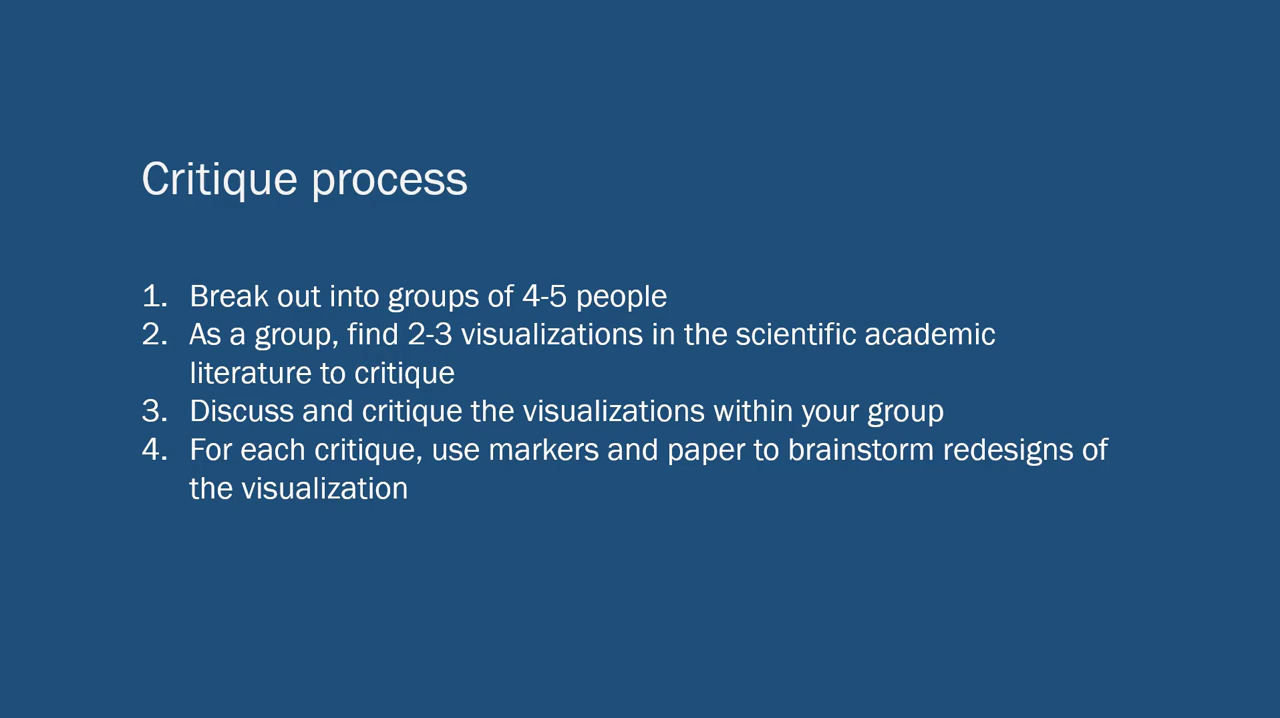 Critique process
1. Break out into groups of 4-5 people
2. As a group, find 2-3 visualizations in the scientific academic
literature to critique
3. Discuss and critique the visualizations within your group
4. For each critique, use markers and paper to brainstorm redesigns of
the visualization